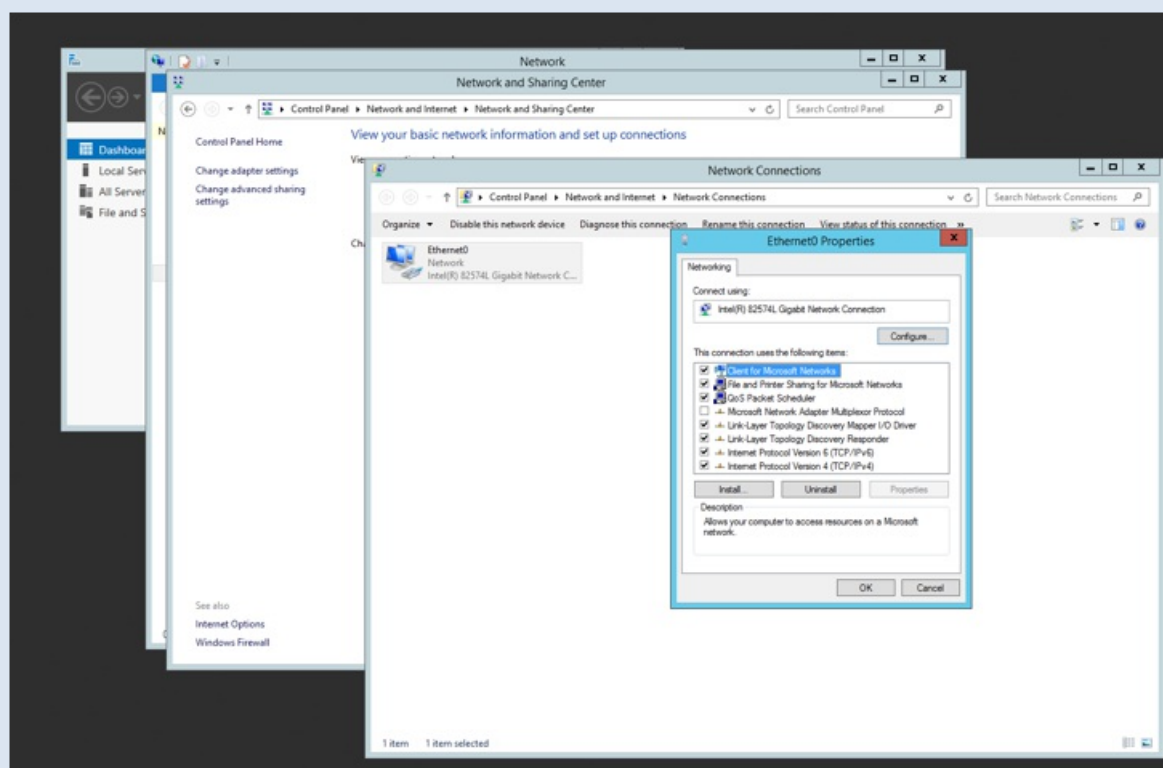 Network
Network and Sharing Center
Control Panel ▸ Network and Internet ▸ Network and Sharing Center
Search Control Panel
Control Panel Home
View your basic network information and set up connections
Change adapter settings
Change advanced sharing
settings
Dashboar
Local Serv
All Server
File and S
Network Connections
Control Panel ▸ Network and Internet ▸ Network Connections
Search Network Connections
Organize
Disable this network device
Diagnose this connection
Rename this connection
View status of this connection
»
Ethernet0
Network
Intel(R) 82574L Gigabit Network C...
Ethernet0 Properties
Networking
Connect using:
Intel(R) 82574L Gigabit Network Connection
Configure...
This connection uses the following items:
Client for Microsoft Networks
File and Printer Sharing for Microsoft Networks
QoS Packet Scheduler
Microsoft Network Adapter Multiplexor Protocol
Link-Layer Topology Discovery Mapper I/O Driver
Link-Layer Topology Discovery Responder
Internet Protocol Version 6 (TCP/IPv6)
Internet Protocol Version 4 (TCP/IPv4)
Install...
Uninstall
Properties
Description
Allows your computer to access resources on a Microsoft
network.
OK
Cancel
See also
Internet Options
Windows Firewall
1 item
1 item selected